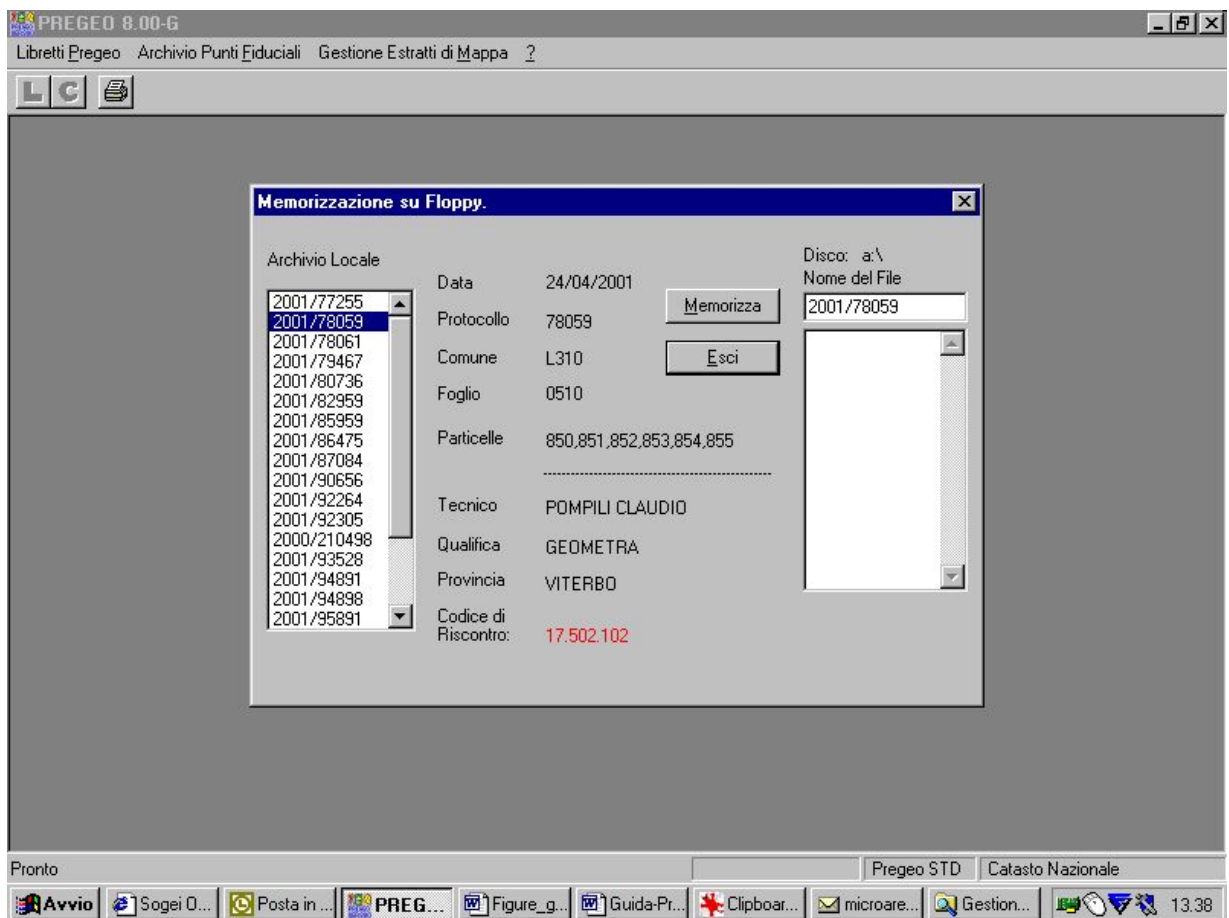 PREGEO 8.00-G
Libretti Pregeo Archivio Punti Fiduciali Gestione Estratti di Mappa ?
L C
Memorizzazione su Floppy.
Archivio Locale
2001/77255
2001/78059
2001/78061
2001/79467
2001/80736
2001/82959
2001/85959
2001/86475
2001/87084
2001/90656
2001/92264
2001/92305
2000/210498
2001/93528
2001/94891
2001/94898
2001/95891
Data 24/04/2001
Protocollo 78059
Comune L310
Foglio 0510
Particelle 850,851,852,853,854,855
Tecnico POMPILI CLAUDIO
Qualifica GEOMETRA
Provincia VITERBO
Codice di
Riscontro: 17.502.102
Memorizza
Esci
Disco: a:\
Nome del File
2001/78059
Pronto Pregeo STD Catasto Nazionale
Avvio Sogei O... Posta in ... PREG... Figure_g... Guida-Pr... Clipboar... microare... Gestion... 13.38